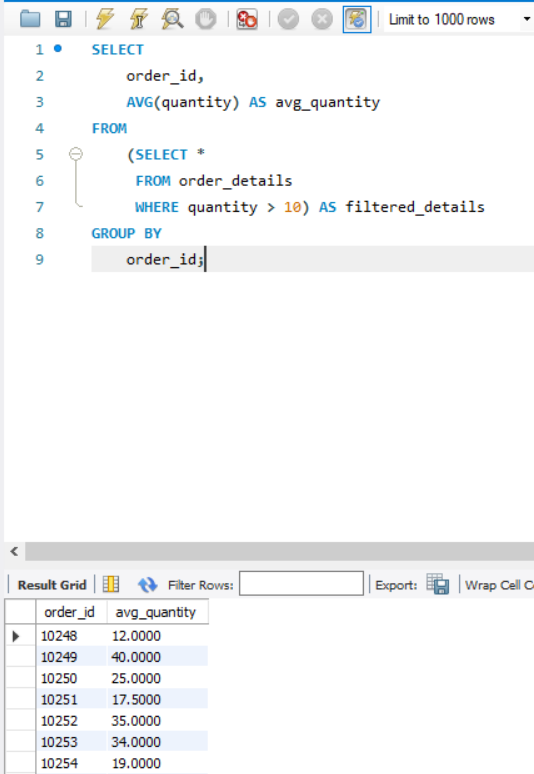 Limit to 1000 rows
1 SELECT
2 order_id,
3 AVG(quantity) AS avg_quantity
4 FROM
5 (SELECT *
6 FROM order_details
7 WHERE quantity > 10) AS filtered_details
8 GROUP BY
9 order_id;
Result Grid Filter Rows: Export: Wrap Cell C
order_id avg_quantity
10248 12.0000
10249 40.0000
10250 25.0000
10251 17.5000
10252 35.0000
10253 34.0000
10254 19.0000